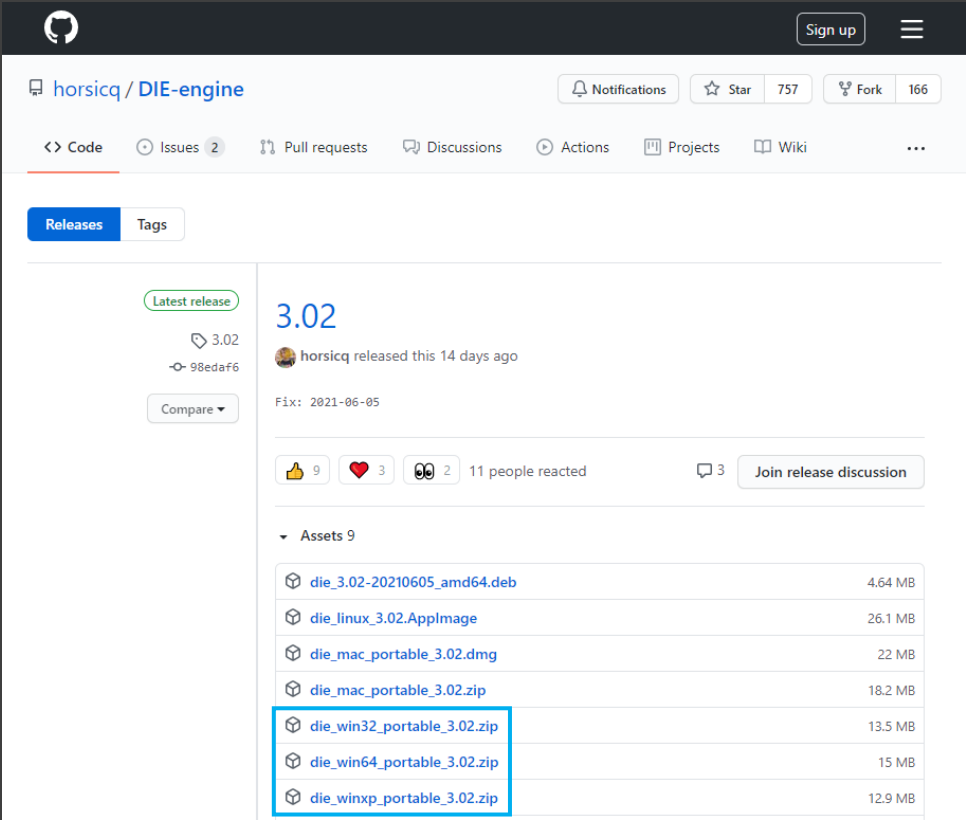 Sign up
horsicq / DIE-engine
Notifications
Star 757
Fork 166
Code
Issues 2
Pull requests
Discussions
Actions
Projects
Wiki
Releases
Tags
Latest release
3.02
98edaf6
Compare
3.02
horsicq released this 14 days ago
Fix: 2021-06-05
9
3
2
11 people reacted
3
Join release discussion
Assets 9
die_3.02-20210605_amd64.deb 4.64 MB
die_linux_3.02.AppImage 26.1 MB
die_mac_portable_3.02.dmg 22 MB
die_mac_portable_3.02.zip 18.2 MB
die_win32_portable_3.02.zip 13.5 MB
die_win64_portable_3.02.zip 15 MB
die_winxp_portable_3.02.zip 12.9 MB